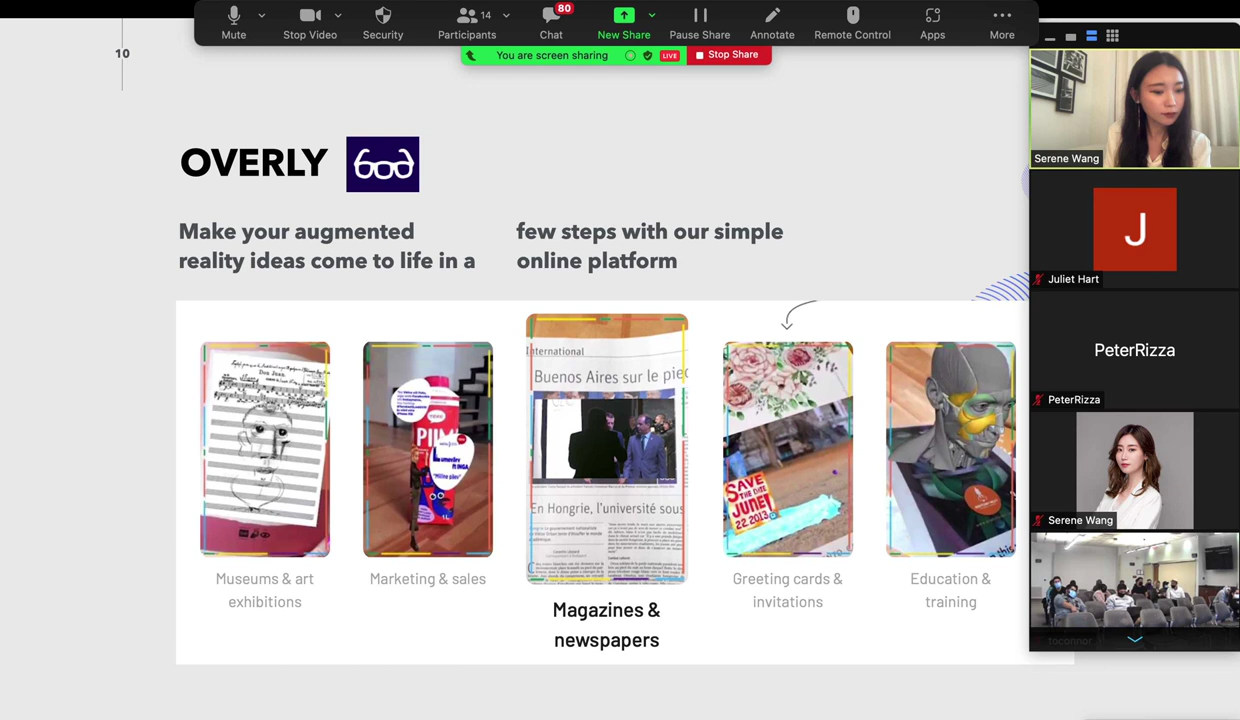 14
80
Mute
Stop Video
Security
Participants
Chat
New Share
Pause Share
Annotate
Remote Control
Apps
More
You are screen sharing
LIVE
Stop Share
10
OVERLY
Make your augmented
reality ideas come to life in a
few steps with our simple
online platform
International
Buenos Aires sur le pied
En Hongrie, l'université sous
SAVE
THE DATE
JUNE 1
22 2013
Museums & art
exhibitions
Marketing & sales
Magazines &
newspapers
Greeting cards &
invitations
Education &
training
Serene Wang
J
Juliet Hart
PeterRizza
PeterRizza
Serene Wang
toconnor